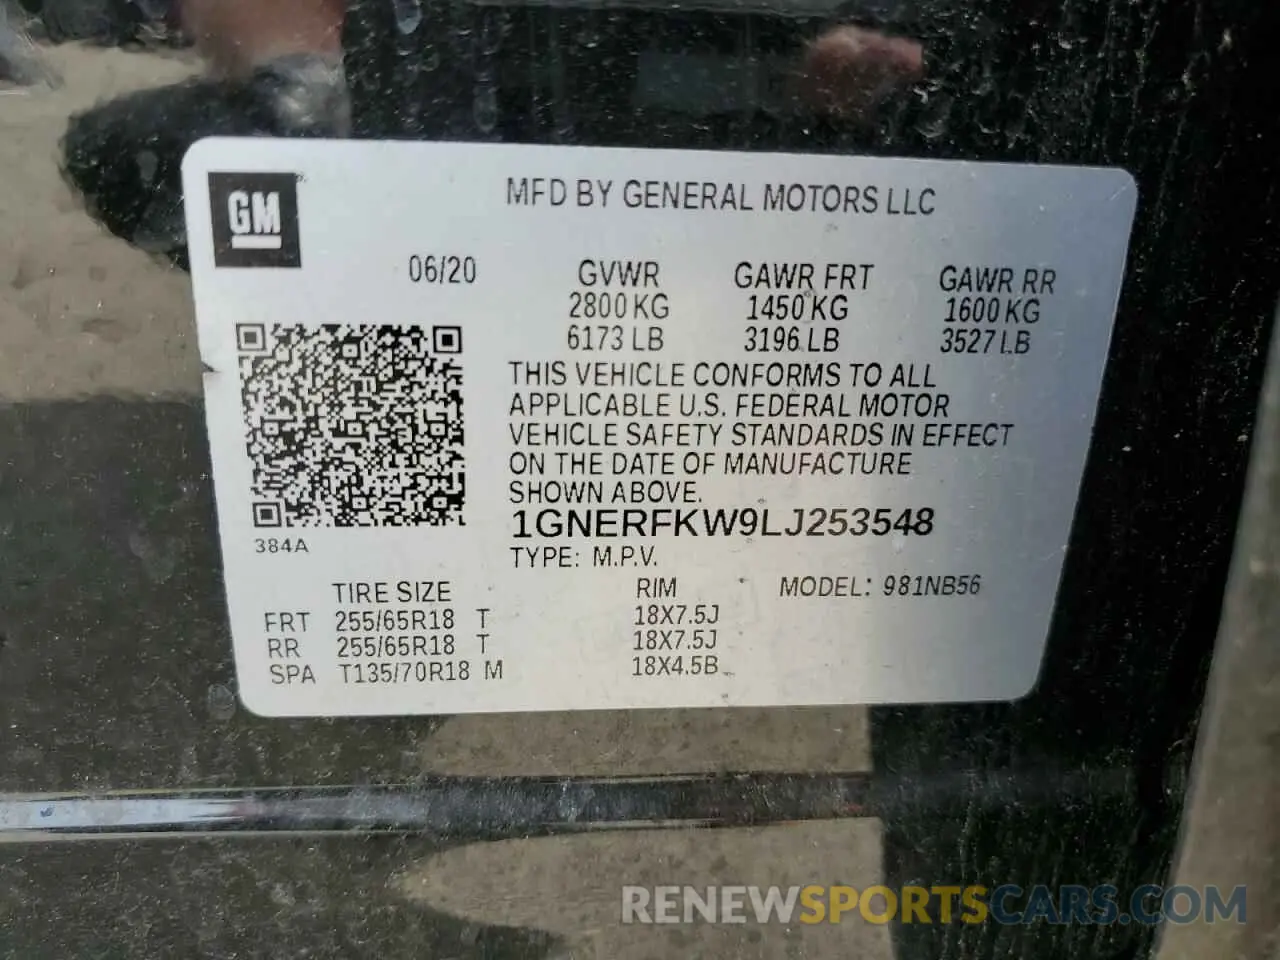 GM
MFD BY GENERAL MOTORS LLC
06/20 GVWR GAWR FRT GAWR RR
2800 KG 1450 KG 1600 KG
6173 LB 3196 LB 3527 LB
THIS VEHICLE CONFORMS TO ALL
APPLICABLE U.S. FEDERAL MOTOR
VEHICLE SAFETY STANDARDS IN EFFECT
ON THE DATE OF MANUFACTURE
SHOWN ABOVE.
1GNERFKW9LJ253548
384A
TYPE: M.P.V.
TIRE SIZE RIM MODEL: 981NB56
FRT 255/65R18 T 18X7.5J
RR 255/65R18 T 18X7.5J
SPA T135/70R18 M 18X4.5B
RENEWSPORTSCARS.COM